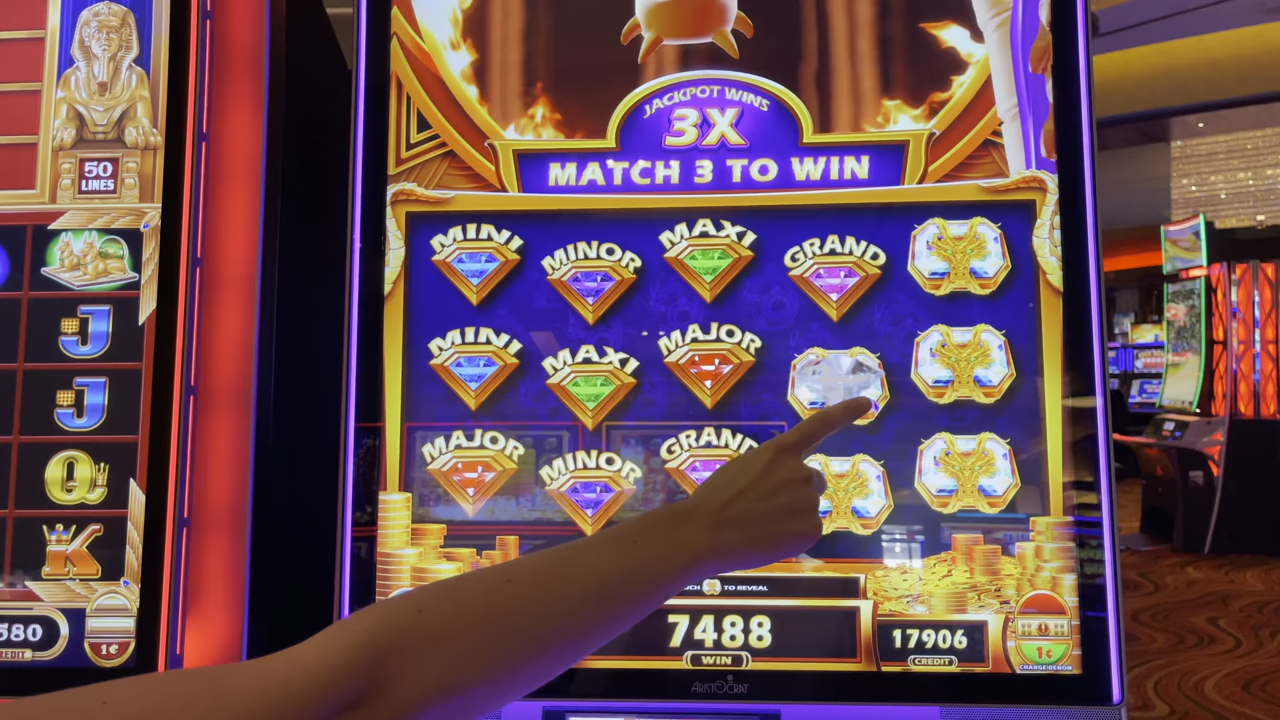 50
LINES
J
J
Q
K
580
REDIT
1¢
JACKPOT WINS
3X
MATCH 3 TO WIN
MINI
MINOR
MAXI
GRAND
MINI
MAXI
MAJOR
MAJOR
MINOR
GRAND
TO REVEAL
7488
WIN
17906
CREDIT
1¢
CHANGE DENOM
ARISTOCRAT